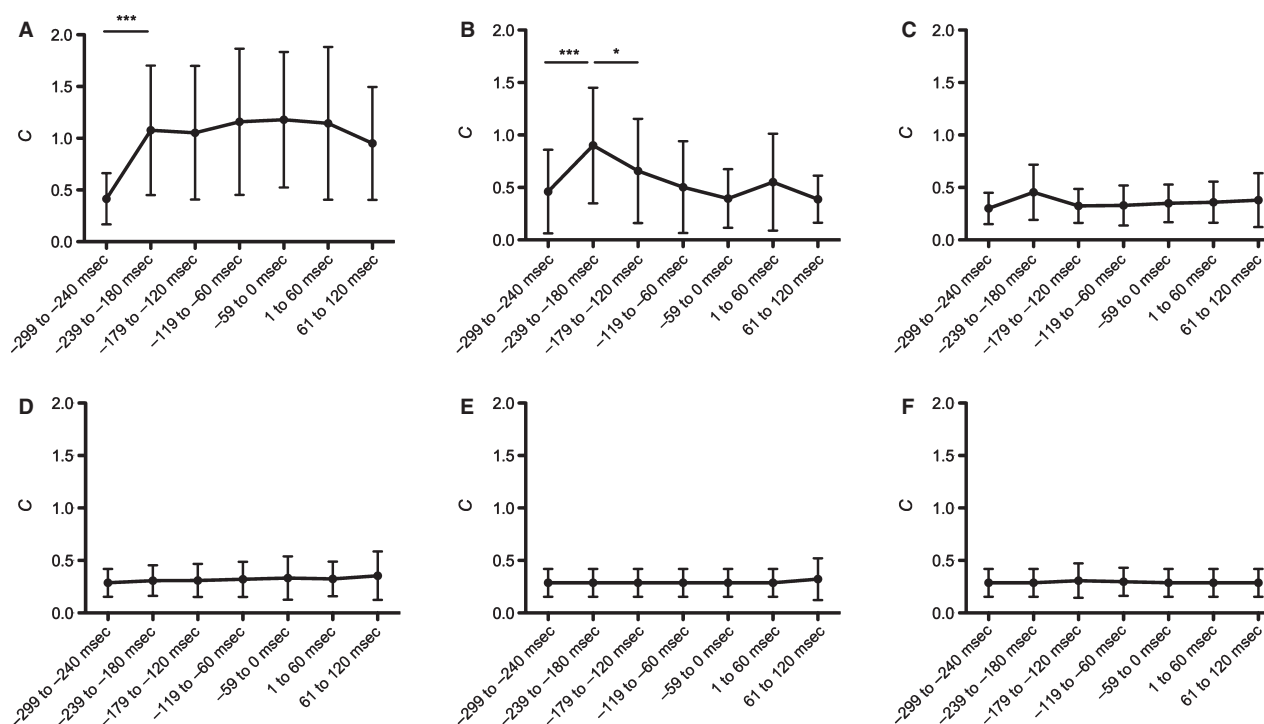 A
***
2.0
1.5
1.0
0.5
0.0
C
–299 to –240 msec
–239 to –180 msec
–179 to –120 msec
–119 to –60 msec
–59 to 0 msec
1 to 60 msec
61 to 120 msec
B
***
*
2.0
1.5
1.0
0.5
0.0
C
–299 to –240 msec
–239 to –180 msec
–179 to –120 msec
–119 to –60 msec
–59 to 0 msec
1 to 60 msec
61 to 120 msec
C
2.0
1.5
1.0
0.5
0.0
C
–299 to –240 msec
–239 to –180 msec
–179 to –120 msec
–119 to –60 msec
–59 to 0 msec
1 to 60 msec
61 to 120 msec
D
2.0
1.5
1.0
0.5
0.0
C
–299 to –240 msec
–239 to –180 msec
–179 to –120 msec
–119 to –60 msec
–59 to 0 msec
1 to 60 msec
61 to 120 msec
E
2.0
1.5
1.0
0.5
0.0
C
–299 to –240 msec
–239 to –180 msec
–179 to –120 msec
–119 to –60 msec
–59 to 0 msec
1 to 60 msec
61 to 120 msec
F
2.0
1.5
1.0
0.5
0.0
C
–299 to –240 msec
–239 to –180 msec
–179 to –120 msec
–119 to –60 msec
–59 to 0 msec
1 to 60 msec
61 to 120 msec